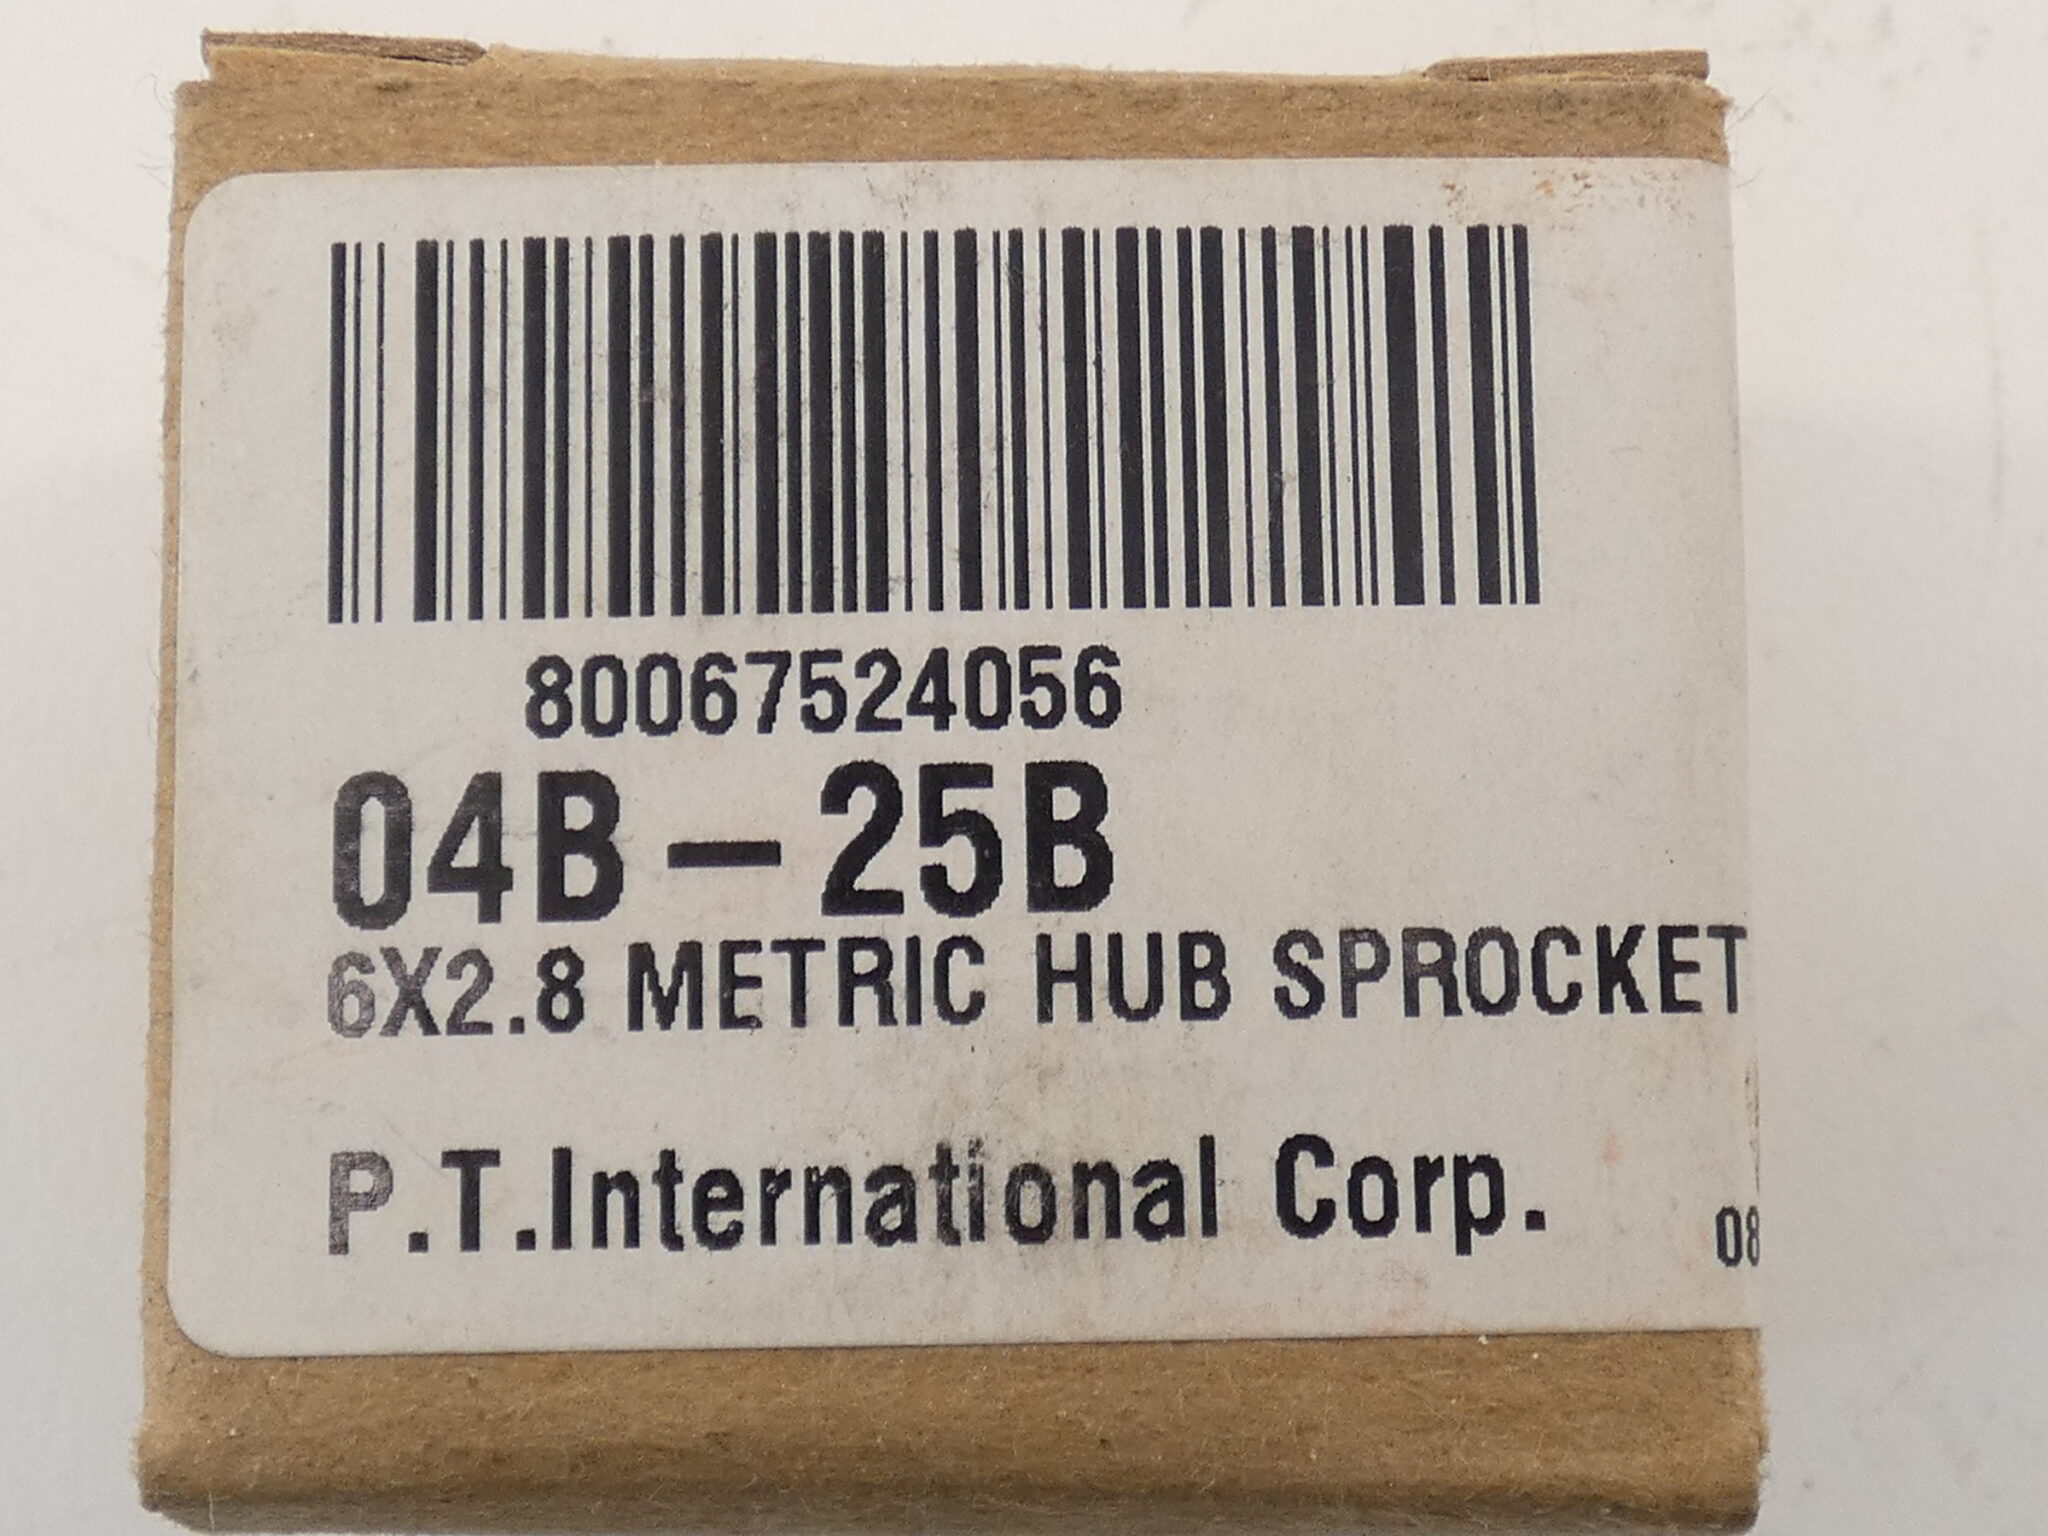 80067524056
04B-25B
6X2.8 METRIC HUB SPROCKET
P.T.International Corp.
08